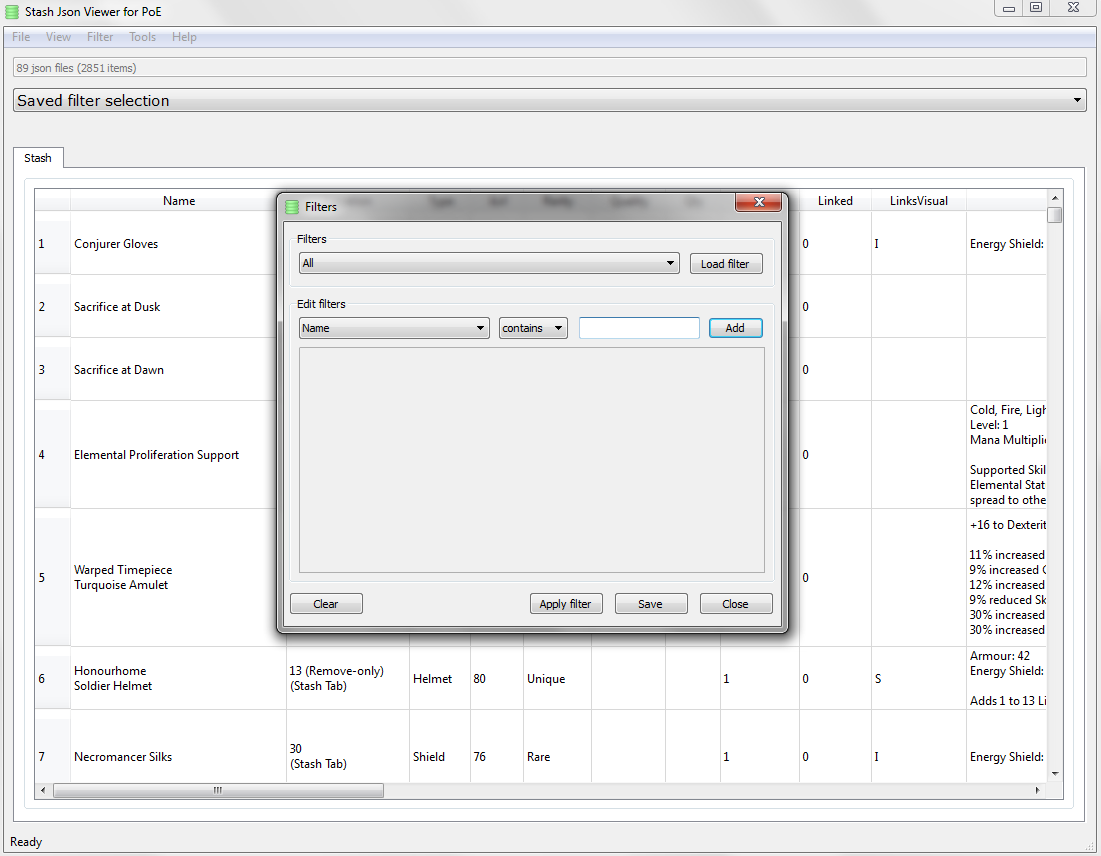 Stash Json Viewer for PoE
File View Filter Tools Help
89 json files (2851 items)
Saved filter selection
Stash
Name Linked LinksVisual
1 Conjurer Gloves 0 I Energy Shield:
2 Sacrifice at Dusk 0
3 Sacrifice at Dawn 0
4 Elemental Proliferation Support 0
Cold, Fire, Ligh
Level: 1
Mana Multiplie
Supported Skil
Elemental Stat
spread to othe
5 Warped Timepiece
Turquoise Amulet
0
+16 to Dexterit
11% increased
9% increased C
12% increased
9% reduced Sk
30% increased
30% increased
6 Honourhome
Soldier Helmet
13 (Remove-only)
(Stash Tab)
Helmet 80 Unique 1 0 S
Armour: 42
Energy Shield:
Adds 1 to 13 Li
7 Necromancer Silks
30
(Stash Tab)
Shield 76 Rare 1 0 I Energy Shield:
Filters
Filters
All Load filter
Edit filters
Name contains Add
Clear Apply filter Save Close
Ready